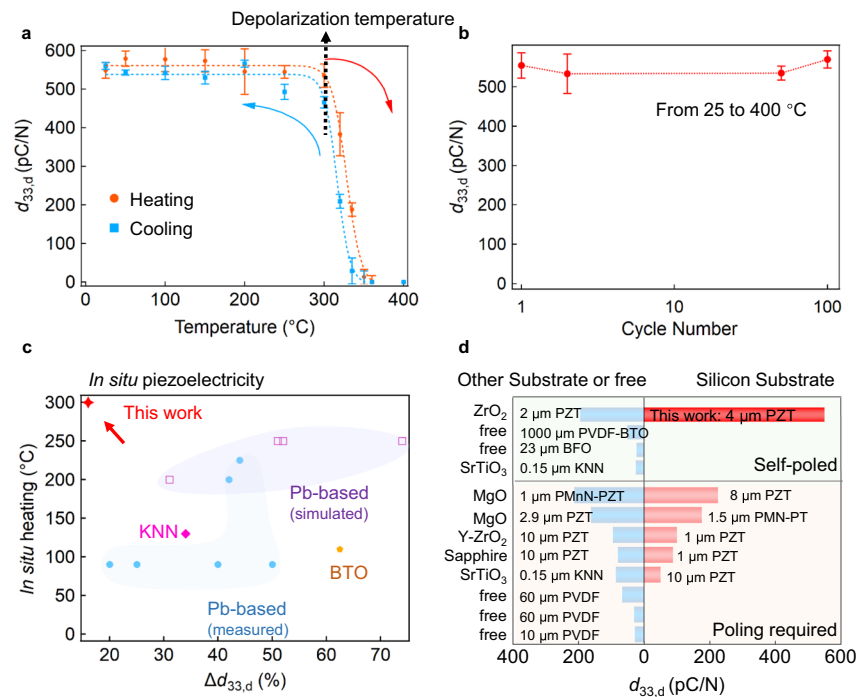 Depolarization temperature
a
600
500
400
300
200
100
0
d33,d (pC/N)
Heating
Cooling
0
100
200
300
400
Temperature (°C)
b
500
400
300
200
100
0
d33,d (pC/N)
From 25 to 400 °C
1
10
100
Cycle Number
c
In situ piezoelectricity
300
250
200
150
100
50
0
In situ heating (°C)
This work
Pb-based
(simulated)
KNN
BTO
Pb-based
(measured)
20
30
40
50
60
70
Δd33,d (%)
d
Other Substrate or free
Silicon Substrate
ZrO2
2 μm PZT
This work: 4 μm PZT
free
1000 μm PVDF-BTO
free
23 μm BFO
SrTiO3
0.15 μm KNN
Self-poled
MgO
1 μm PMnN-PZT
8 μm PZT
MgO
2.9 μm PZT
1.5 μm PMN-PT
Y-ZrO2
10 μm PZT
1 μm PZT
Sapphire
10 μm PZT
1 μm PZT
SrTiO3
0.15 μm KNN
10 μm PZT
free
60 μm PVDF
free
60 μm PVDF
free
10 μm PVDF
Poling required
400
200
0
200
400
600
d33,d (pC/N)